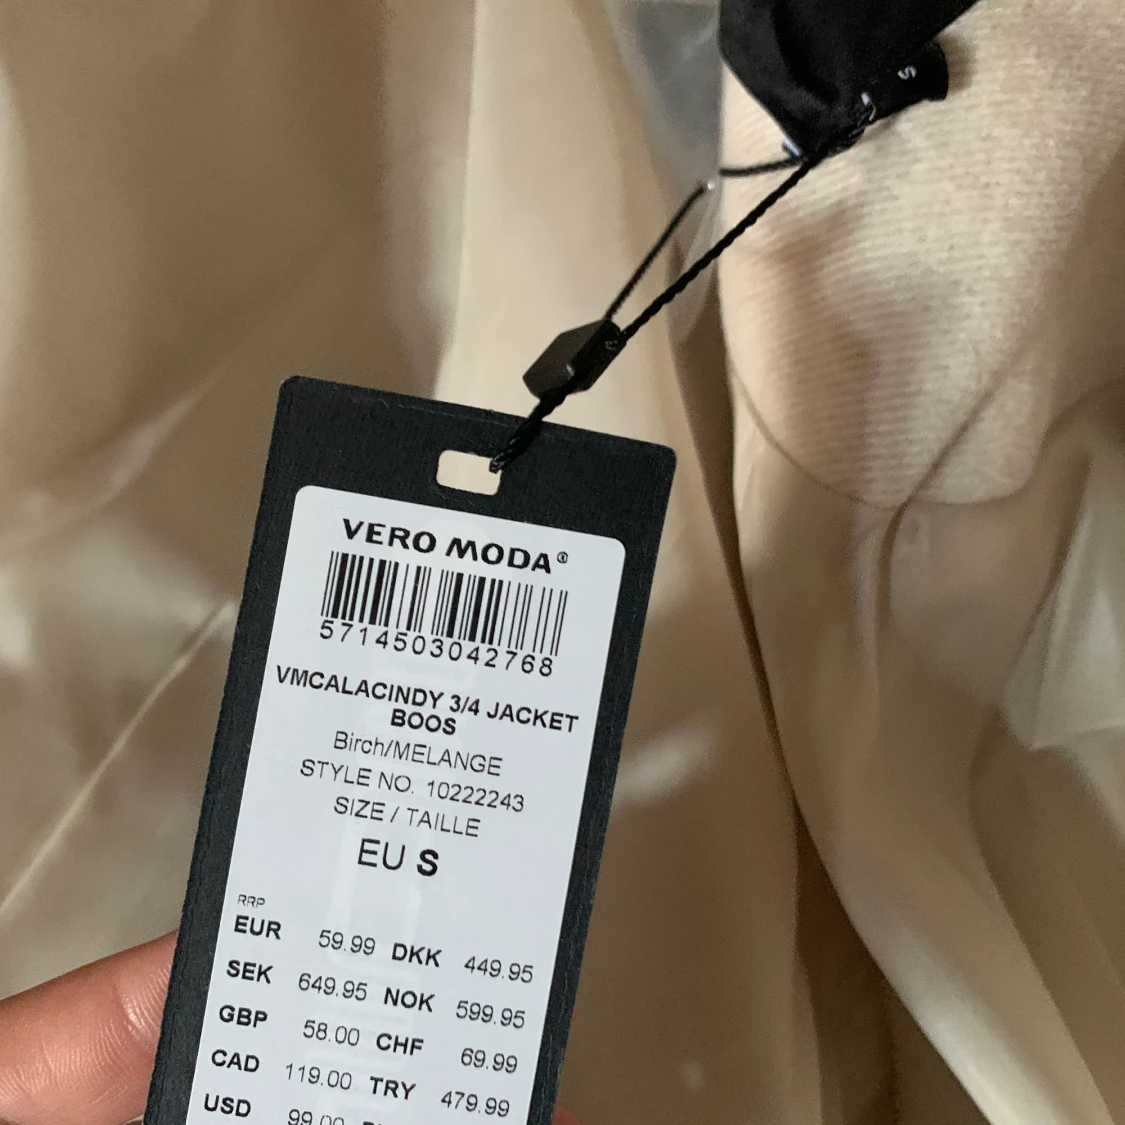 S
VERO MODA®
5714503042768
VMCALACINDY 3/4 JACKET
BOOS
Birch/MELANGE
STYLE NO. 10222243
SIZE / TAILLE
EU S
RRP
EUR 59.99 DKK 449.95
SEK 649.95 NOK 599.95
GBP 58.00 CHF 69.99
CAD 119.00 TRY 479.99
USD 99.00